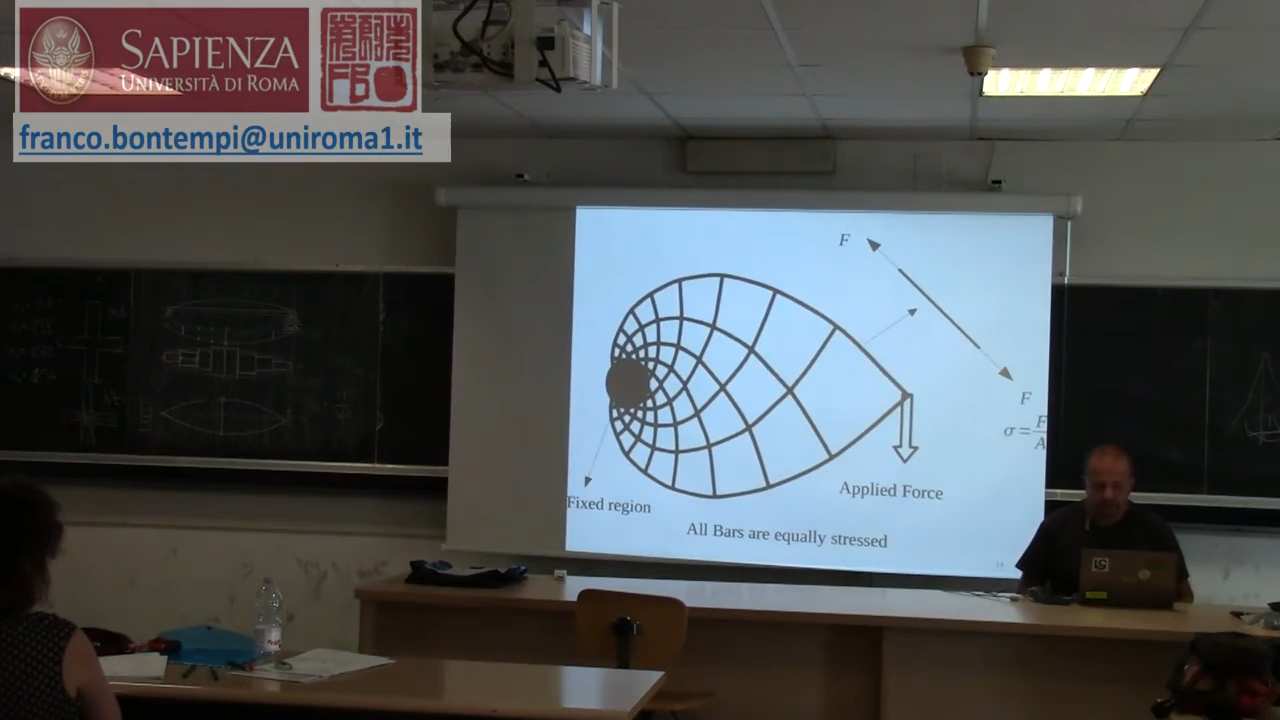 SAPIENZA
UNIVERSITÀ DI ROMA
franco.bontempi@uniroma1.it
F
F
σ = F
A
Applied Force
Fixed region
All Bars are equally stressed